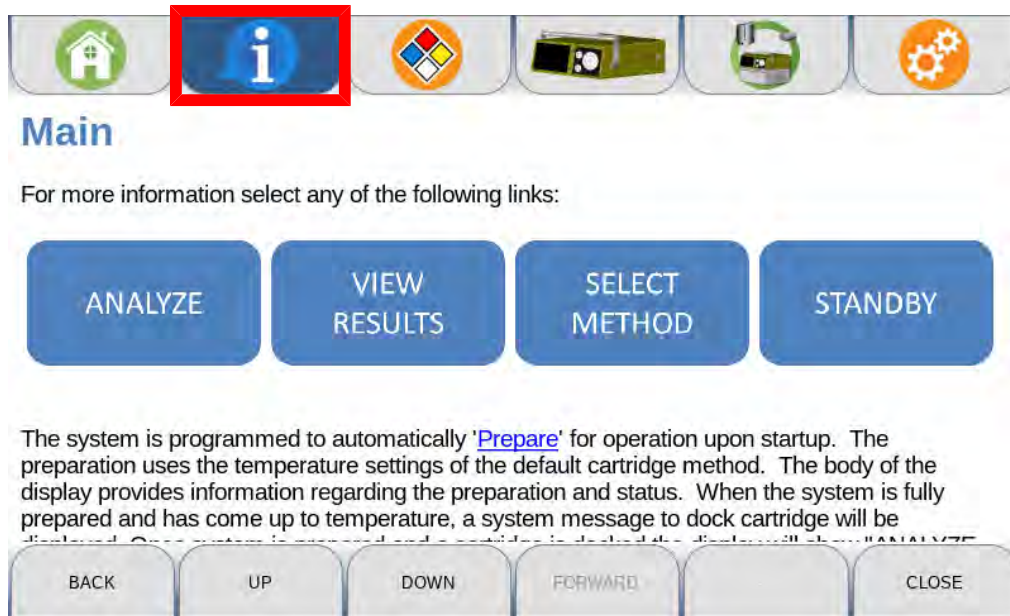 i
Main
For more information select any of the following links:
ANALYZE
VIEW
RESULTS
SELECT
METHOD
STANDBY
The system is programmed to automatically 'Prepare' for operation upon startup.  The
preparation uses the temperature settings of the default cartridge method.  The body of the
display provides information regarding the preparation and status.  When the system is fully
prepared and has come up to temperature, a system message to dock cartridge will be
BACK
UP
DOWN
FORWARD
CLOSE